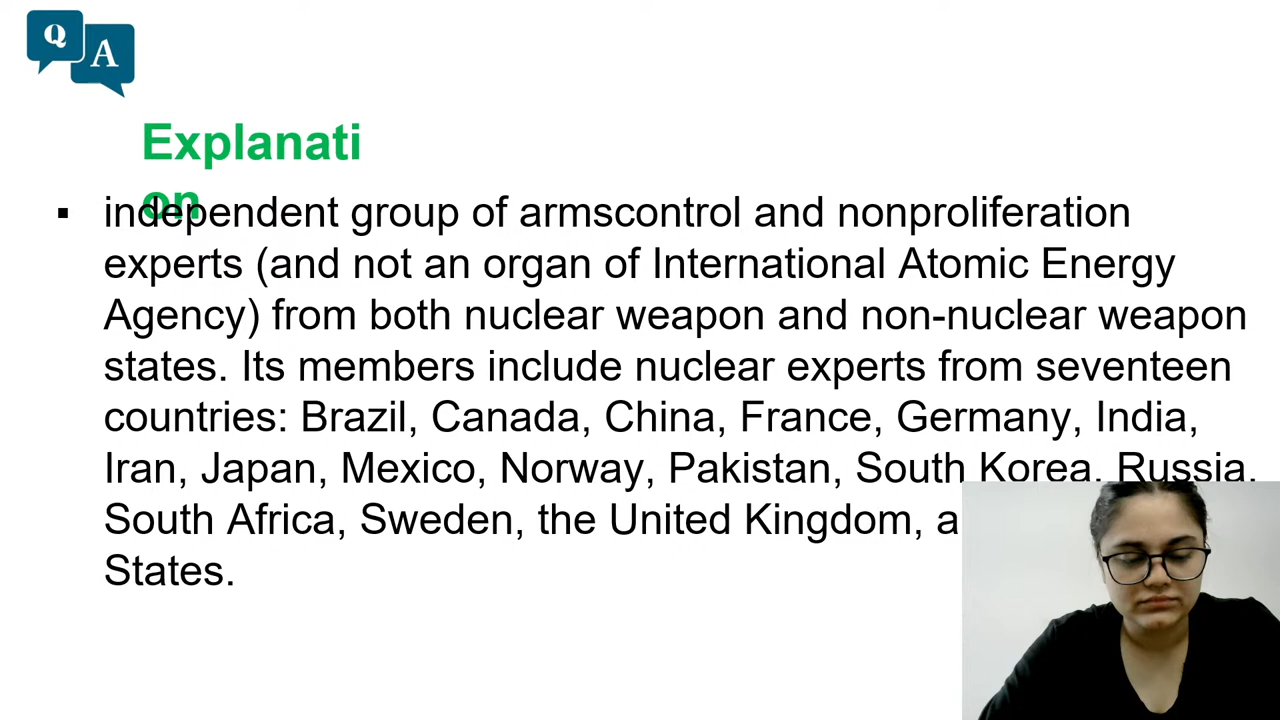 Q
A
Explanati
on
▪ independent group of armscontrol and nonproliferation
experts (and not an organ of International Atomic Energy
Agency) from both nuclear weapon and non-nuclear weapon
states. Its members include nuclear experts from seventeen
countries: Brazil, Canada, China, France, Germany, India,
Iran, Japan, Mexico, Norway, Pakistan, South Korea, Russia,
South Africa, Sweden, the United Kingdom, a
States.